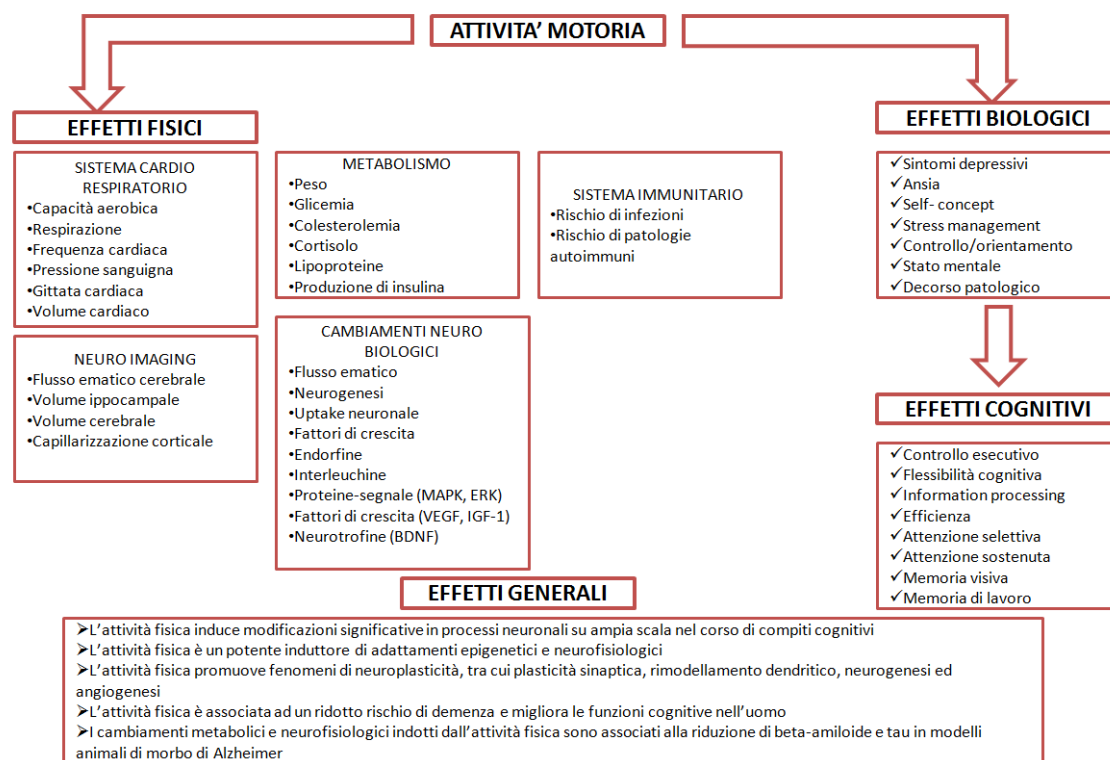 ATTIVITA' MOTORIA
EFFETTI FISICI
SISTEMA CARDIO
RESPIRATORIO
•Capacità aerobica
•Respirazione
•Frequenza cardiaca
•Pressione sanguigna
•Gittata cardiaca
•Volume cardiaco
METABOLISMO
•Peso
•Glicemia
•Colesterolemia
•Cortisolo
•Lipoproteine
•Produzione di insulina
SISTEMA IMMUNITARIO
•Rischio di infezioni
•Rischio di patologie
autoimmuni
NEURO IMAGING
•Flusso ematico cerebrale
•Volume ippocampale
•Volume cerebrale
•Capillarizzazione corticale
CAMBIAMENTI NEURO
BIOLOGICI
•Flusso ematico
•Neurogenesi
•Uptake neuronale
•Fattori di crescita
•Endorfine
•Interleuchine
•Proteine-segnale (MAPK, ERK)
•Fattori di crescita (VEGF, IGF-1)
•Neurotrofine (BDNF)
EFFETTI BIOLOGICI
✓Sintomi depressivi
✓Ansia
✓Self- concept
✓Stress management
✓Controllo/orientamento
✓Stato mentale
✓Decorso patologico
EFFETTI COGNITIVI
✓Controllo esecutivo
✓Flessibilità cognitiva
✓Information processing
✓Efficienza
✓Attenzione selettiva
✓Attenzione sostenuta
✓Memoria visiva
✓Memoria di lavoro
EFFETTI GENERALI
➢L'attività fisica induce modificazioni significative in processi neuronali su ampia scala nel corso di compiti cognitivi
➢L'attività fisica è un potente induttore di adattamenti epigenetici e neurofisiologici
➢L'attività fisica promuove fenomeni di neuroplasticità, tra cui plasticità sinaptica, rimodellamento dendritico, neurogenesi ed
angiogenesi
➢L'attività fisica è associata ad un ridotto rischio di demenza e migliora le funzioni cognitive nell'uomo
➢I cambiamenti metabolici e neurofisiologici indotti dall'attività fisica sono associati alla riduzione di beta-amiloide e tau in modelli
animali di morbo di Alzheimer